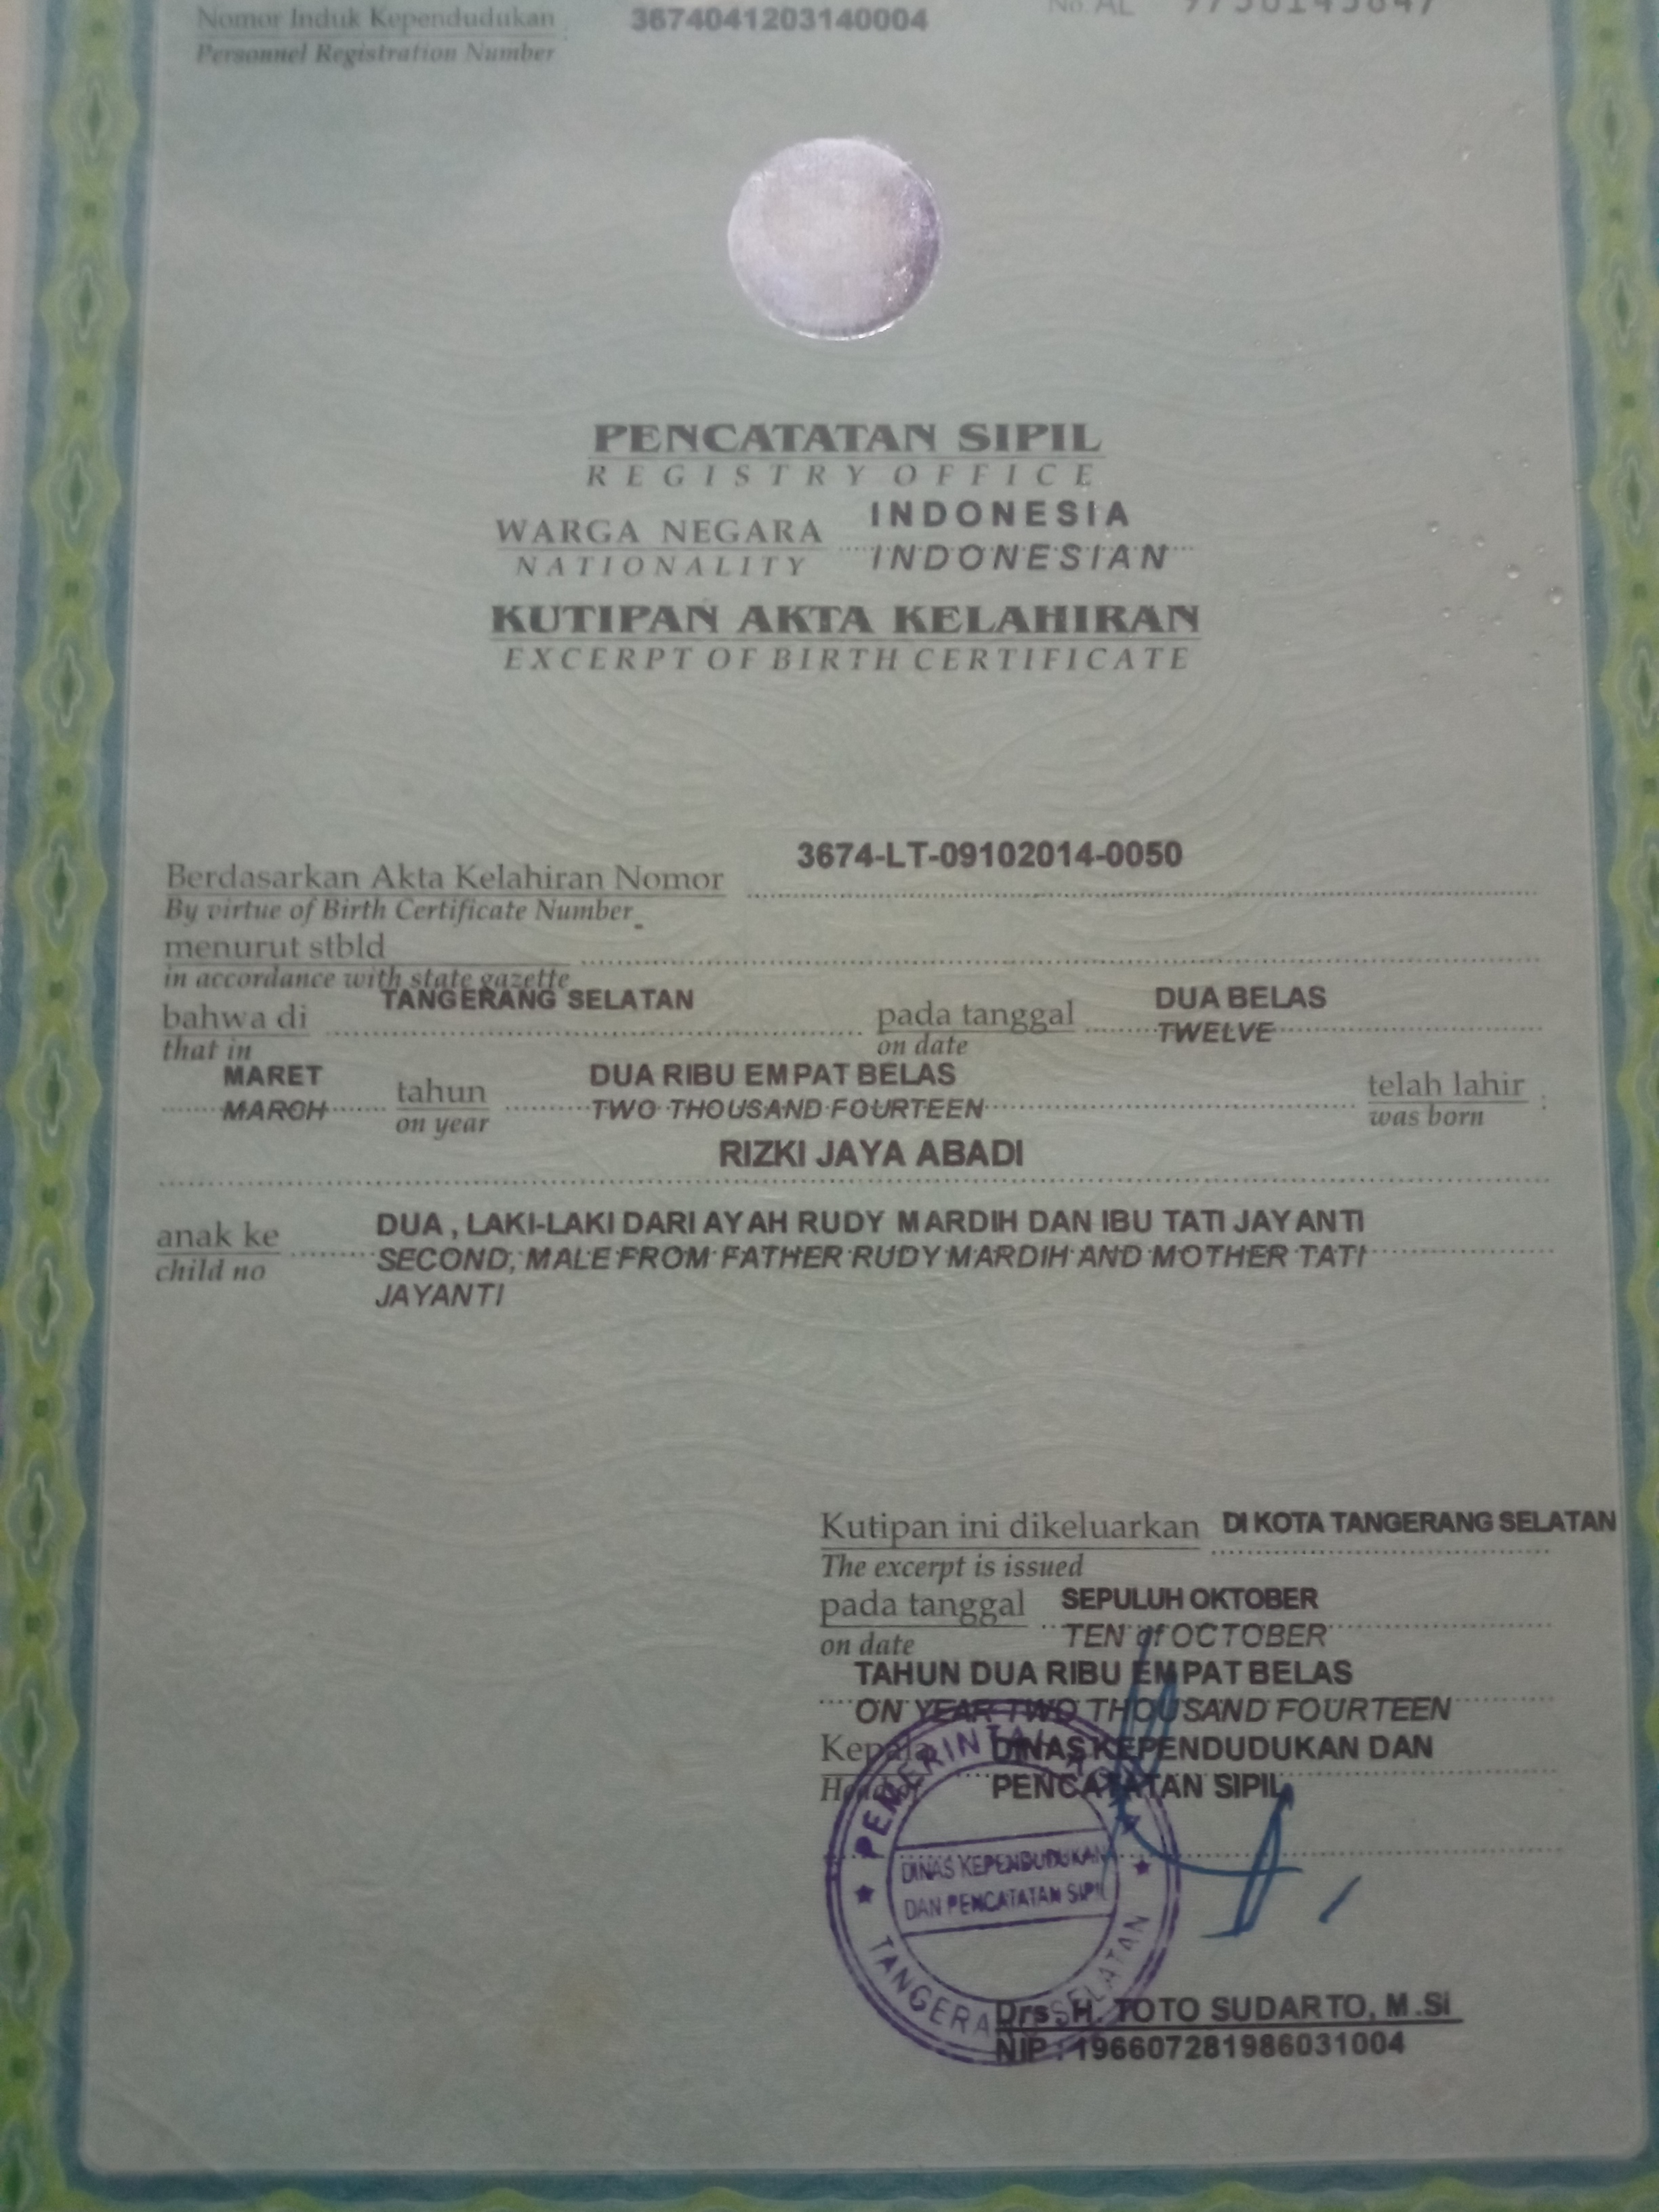 Nomor Induk Kependudukan : 3674041203140004 No. AL
Personnel Registration Number
PENCATATAN SIPIL
REGISTRY OFFICE
WARGA NEGARA INDONESIA
NATIONALITY INDONESIAN
KUTIPAN AKTA KELAHIRAN
EXCERPT OF BIRTH CERTIFICATE
Berdasarkan Akta Kelahiran Nomor 3674-LT-09102014-0050
By virtue of Birth Certificate Number
menurut stbld
in accordance with state gazette
bahwa di TANGERANG SELATAN pada tanggal DUA BELAS
that in on date TWELVE
MARET tahun DUA RIBU EMPAT BELAS telah lahir :
MARCH on year TWO THOUSAND FOURTEEN was born
RIZKI JAYA ABADI
anak ke DUA , LAKI-LAKI DARI AYAH RUDY MARDIH DAN IBU TATI JAYANTI
child no SECOND, MALE FROM FATHER RUDY MARDIH AND MOTHER TATI
JAYANTI
Kutipan ini dikeluarkan DI KOTA TANGERANG SELATAN
The excerpt is issued
pada tanggal SEPULUH OKTOBER
on date TEN of OCTOBER
TAHUN DUA RIBU EMPAT BELAS
ON YEAR TWO THOUSAND FOURTEEN
Kepala DINAS KEPENDUDUKAN DAN
Head of PENCATATAN SIPIL
DINAS KEPENDUDUKAN
DAN PENCATATAN SIPIL
TANGERANG SELATAN
Drs. H. TOTO SUDARTO, M.Si
NIP : 196607281986031004